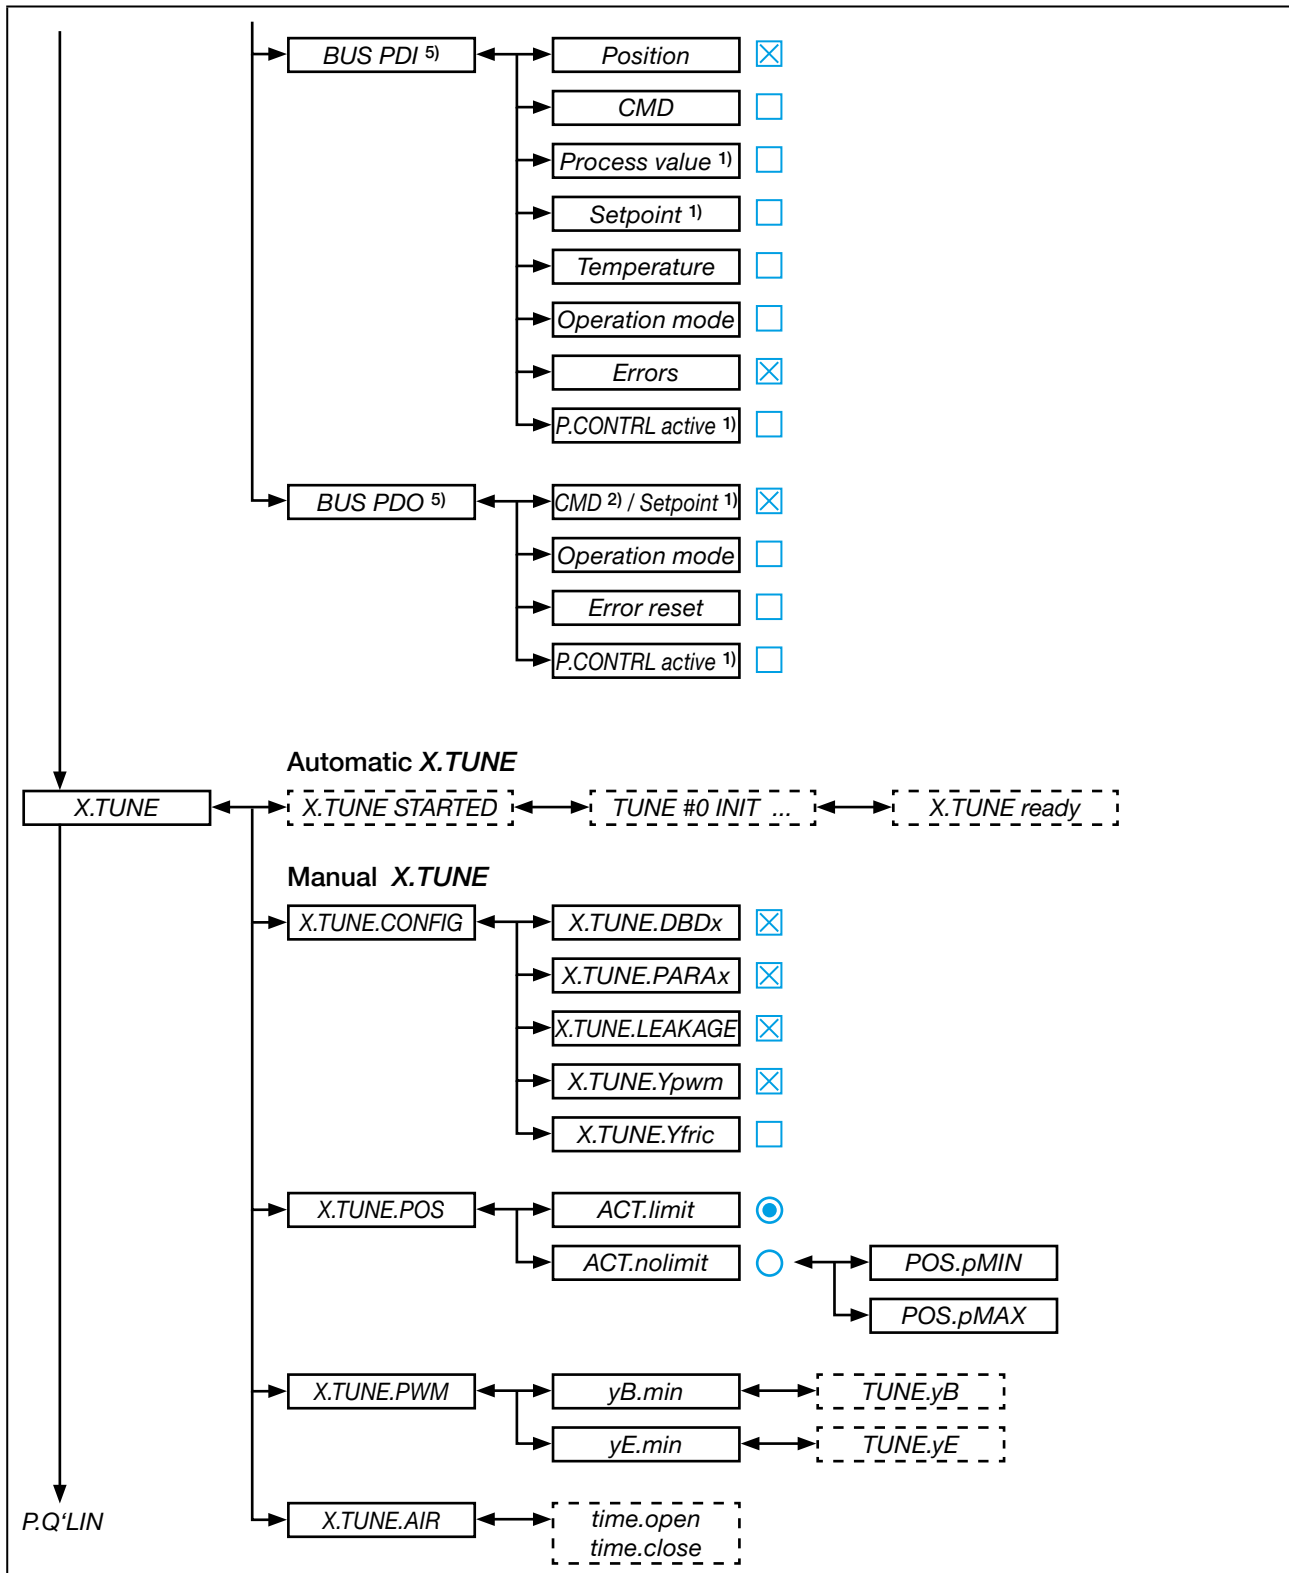 BUS PDI 5)
Position
CMD
Process value 1)
Setpoint 1)
Temperature
Operation mode
Errors
P.CONTRL active 1)
BUS PDO 5)
CMD 2) / Setpoint 1)
Operation mode
Error reset
P.CONTRL active 1)
Automatic X.TUNE
X.TUNE
X.TUNE STARTED
TUNE #0 INIT ...
X.TUNE ready
Manual X.TUNE
X.TUNE.CONFIG
X.TUNE.DBDx
X.TUNE.PARAx
X.TUNE.LEAKAGE
X.TUNE.Ypwm
X.TUNE.Yfric
X.TUNE.POS
ACT.limit
ACT.nolimit
POS.pMIN
POS.pMAX
X.TUNE.PWM
yB.min
TUNE.yB
yE.min
TUNE.yE
P.Q‘LIN
X.TUNE.AIR
time.open
time.close